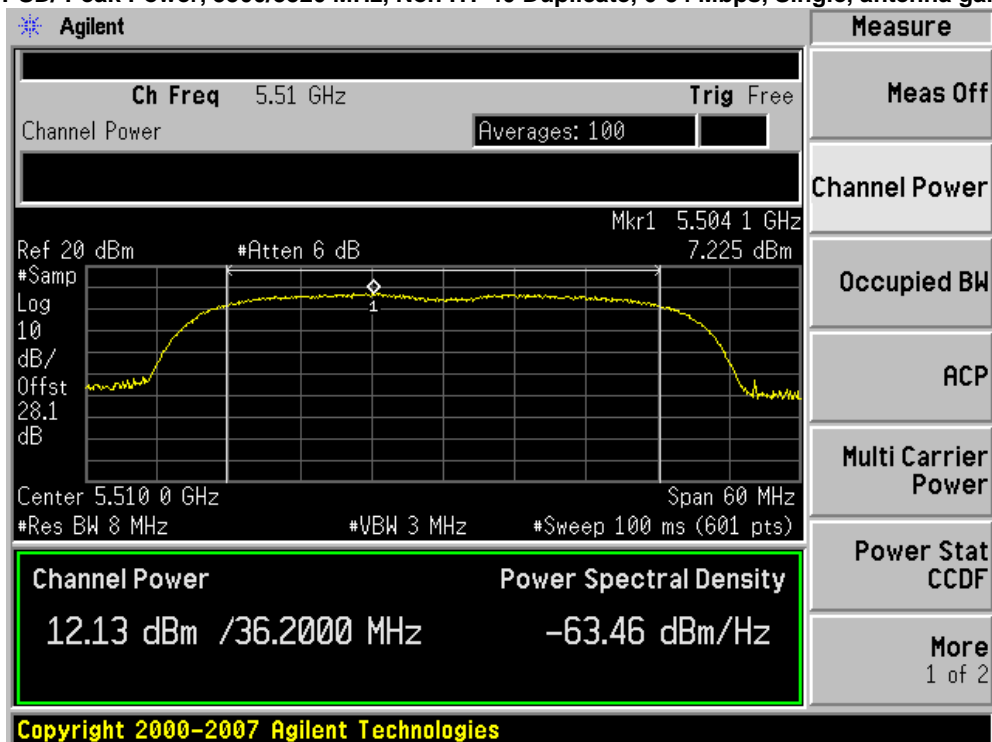 Agilent
Measure
Ch Freq 5.51 GHz Trig Free
Channel Power Averages: 100
Mkr1 5.504 1 GHz
Ref 20 dBm #Atten 6 dB 7.225 dBm
#Samp
Log
10
dB/
Offst
28.1
dB
1
Center 5.510 0 GHz Span 60 MHz
#Res BW 8 MHz #VBW 3 MHz #Sweep 100 ms (601 pts)
Channel Power Power Spectral Density
12.13 dBm /36.2000 MHz -63.46 dBm/Hz
Copyright 2000-2007 Agilent Technologies
Meas Off
Channel Power
Occupied BW
ACP
Multi Carrier
Power
Power Stat
CCDF
More
1 of 2